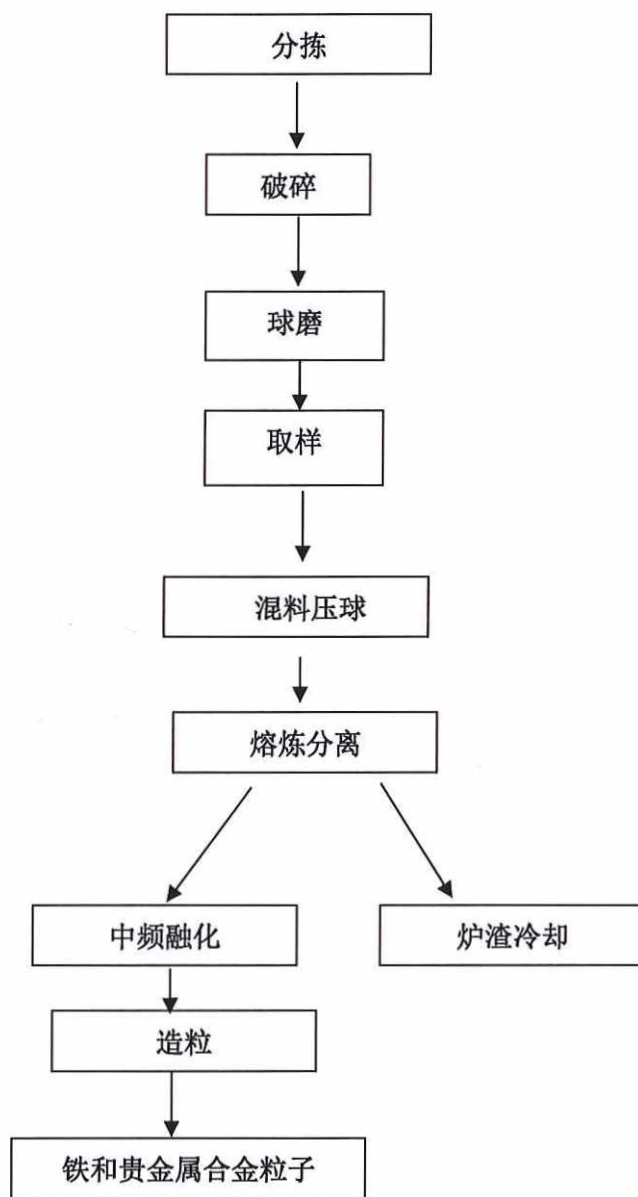 分拣
破碎
球磨
取样
混料压球
熔炼分离
中频融化
炉渣冷却
造粒
铁和贵金属合金粒子